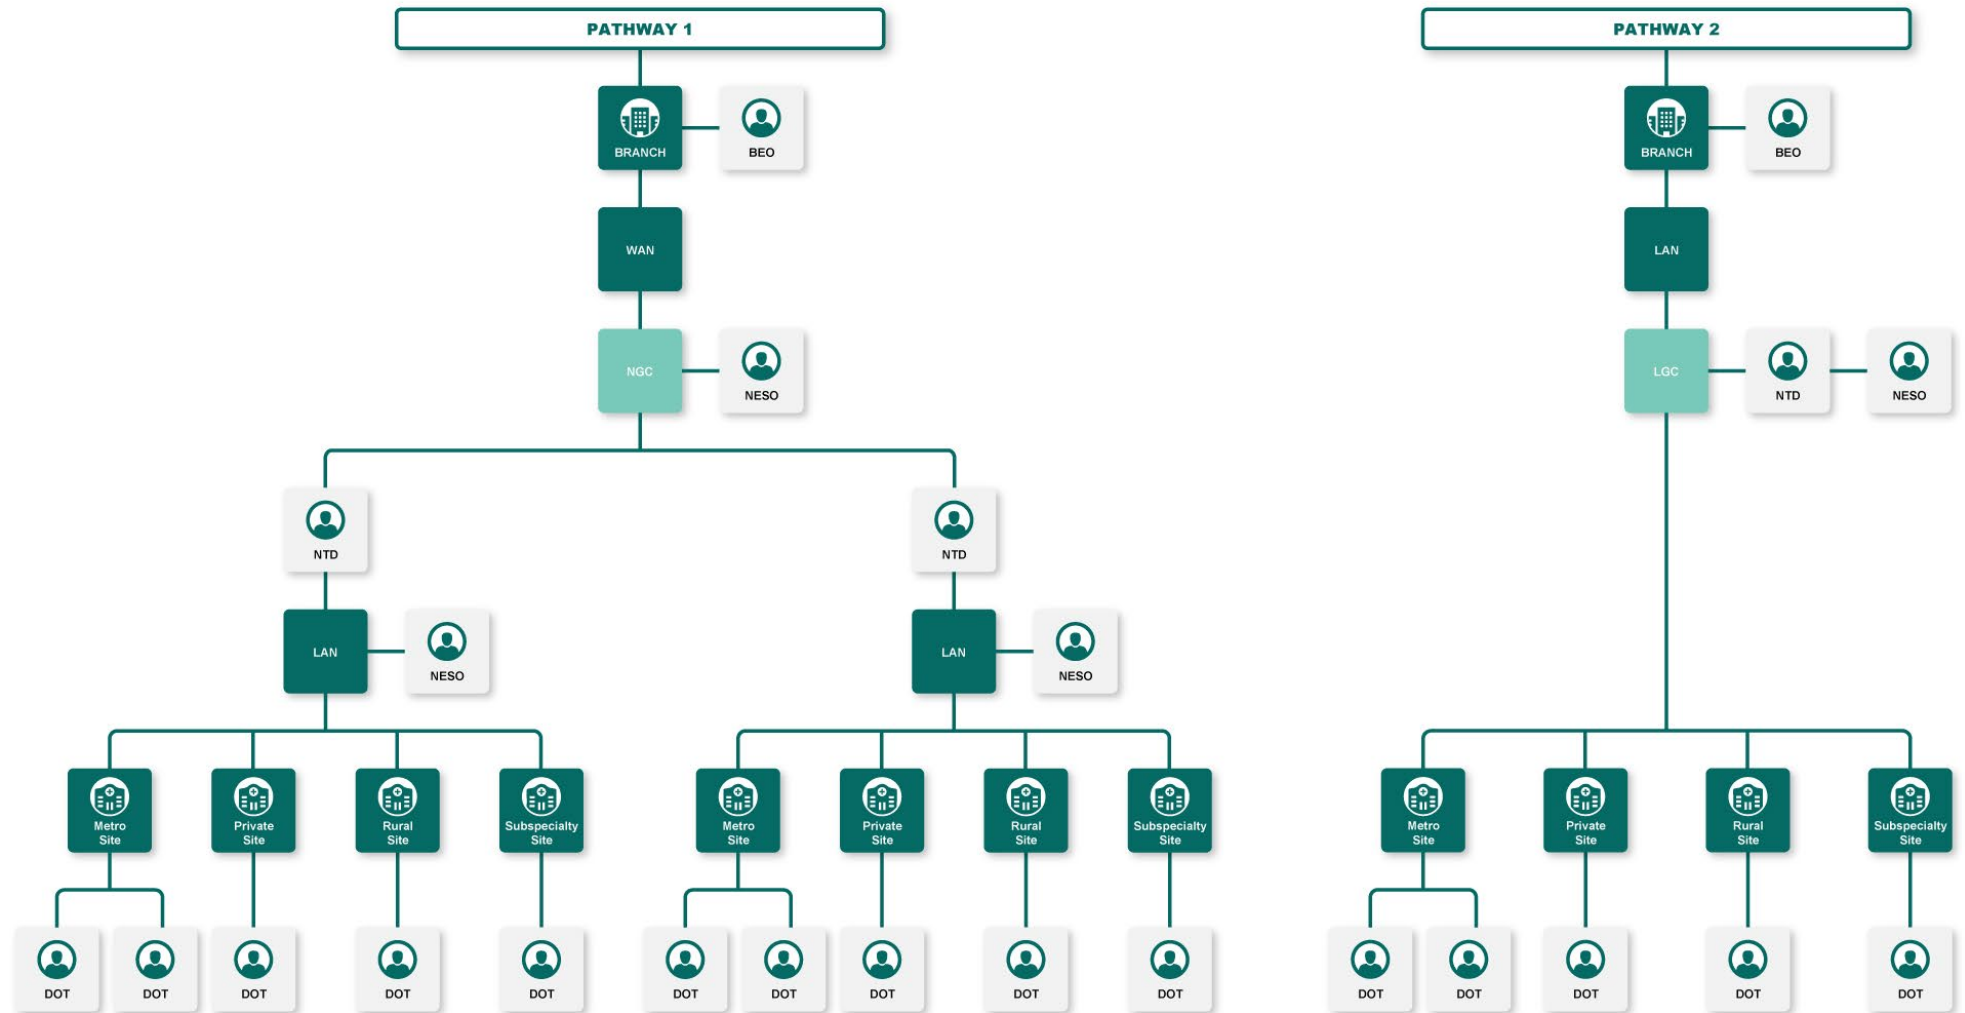 PATHWAY 1
BRANCH
BEO
WAN
NGC
NESO
NTD
NTD
LAN
NESO
LAN
NESO
Metro
Site
Private
Site
Rural
Site
Subspecialty
Site
Metro
Site
Private
Site
Rural
Site
Subspecialty
Site
DOT
DOT
DOT
DOT
DOT
DOT
DOT
DOT
DOT
DOT
PATHWAY 2
BRANCH
BEO
LAN
LGC
NTD
NESO
Metro
Site
Private
Site
Rural
Site
Subspecialty
Site
DOT
DOT
DOT
DOT
DOT